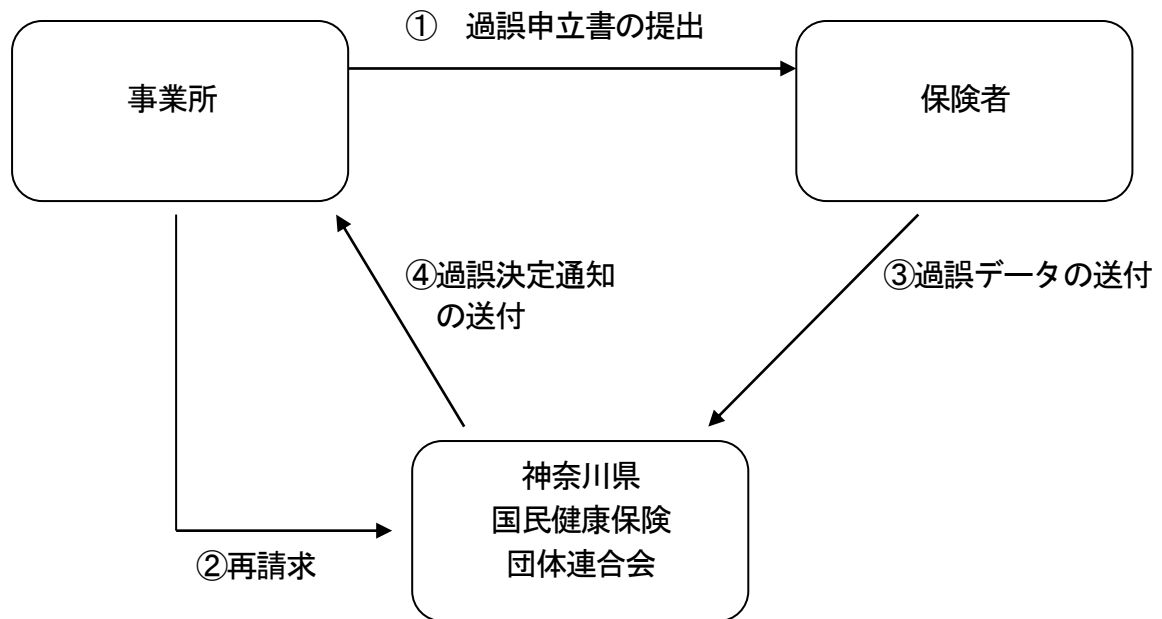 ①　過誤申立書の提出
事業所
保険者
④過誤決定通知
の送付
③過誤データの送付
神奈川県
国民健康保険
団体連合会
②再請求